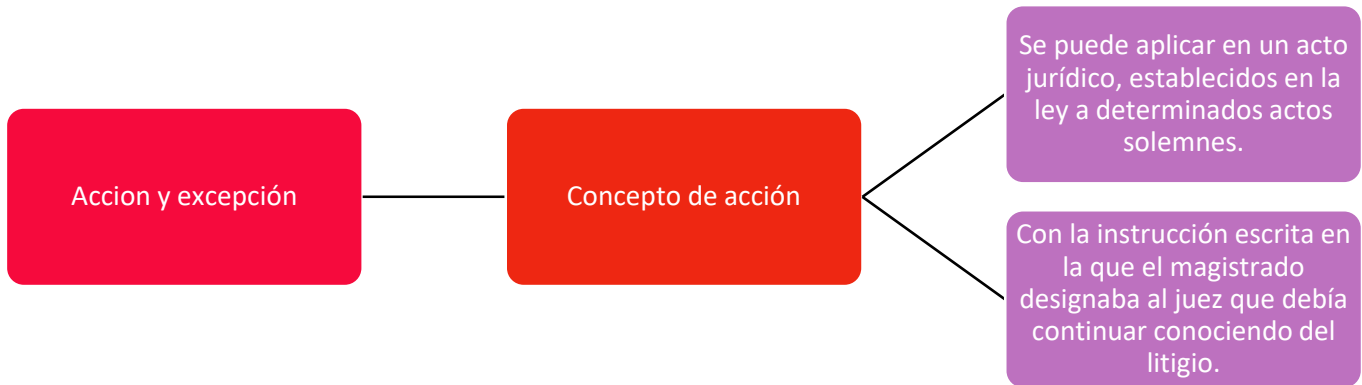 Accion y excepción
Concepto de acción
Se puede aplicar en un acto
jurídico, establecidos en la
ley a determinados actos
solemnes.
Con la instrucción escrita en
la que el magistrado
designaba al juez que debía
continuar conociendo del
litigio.